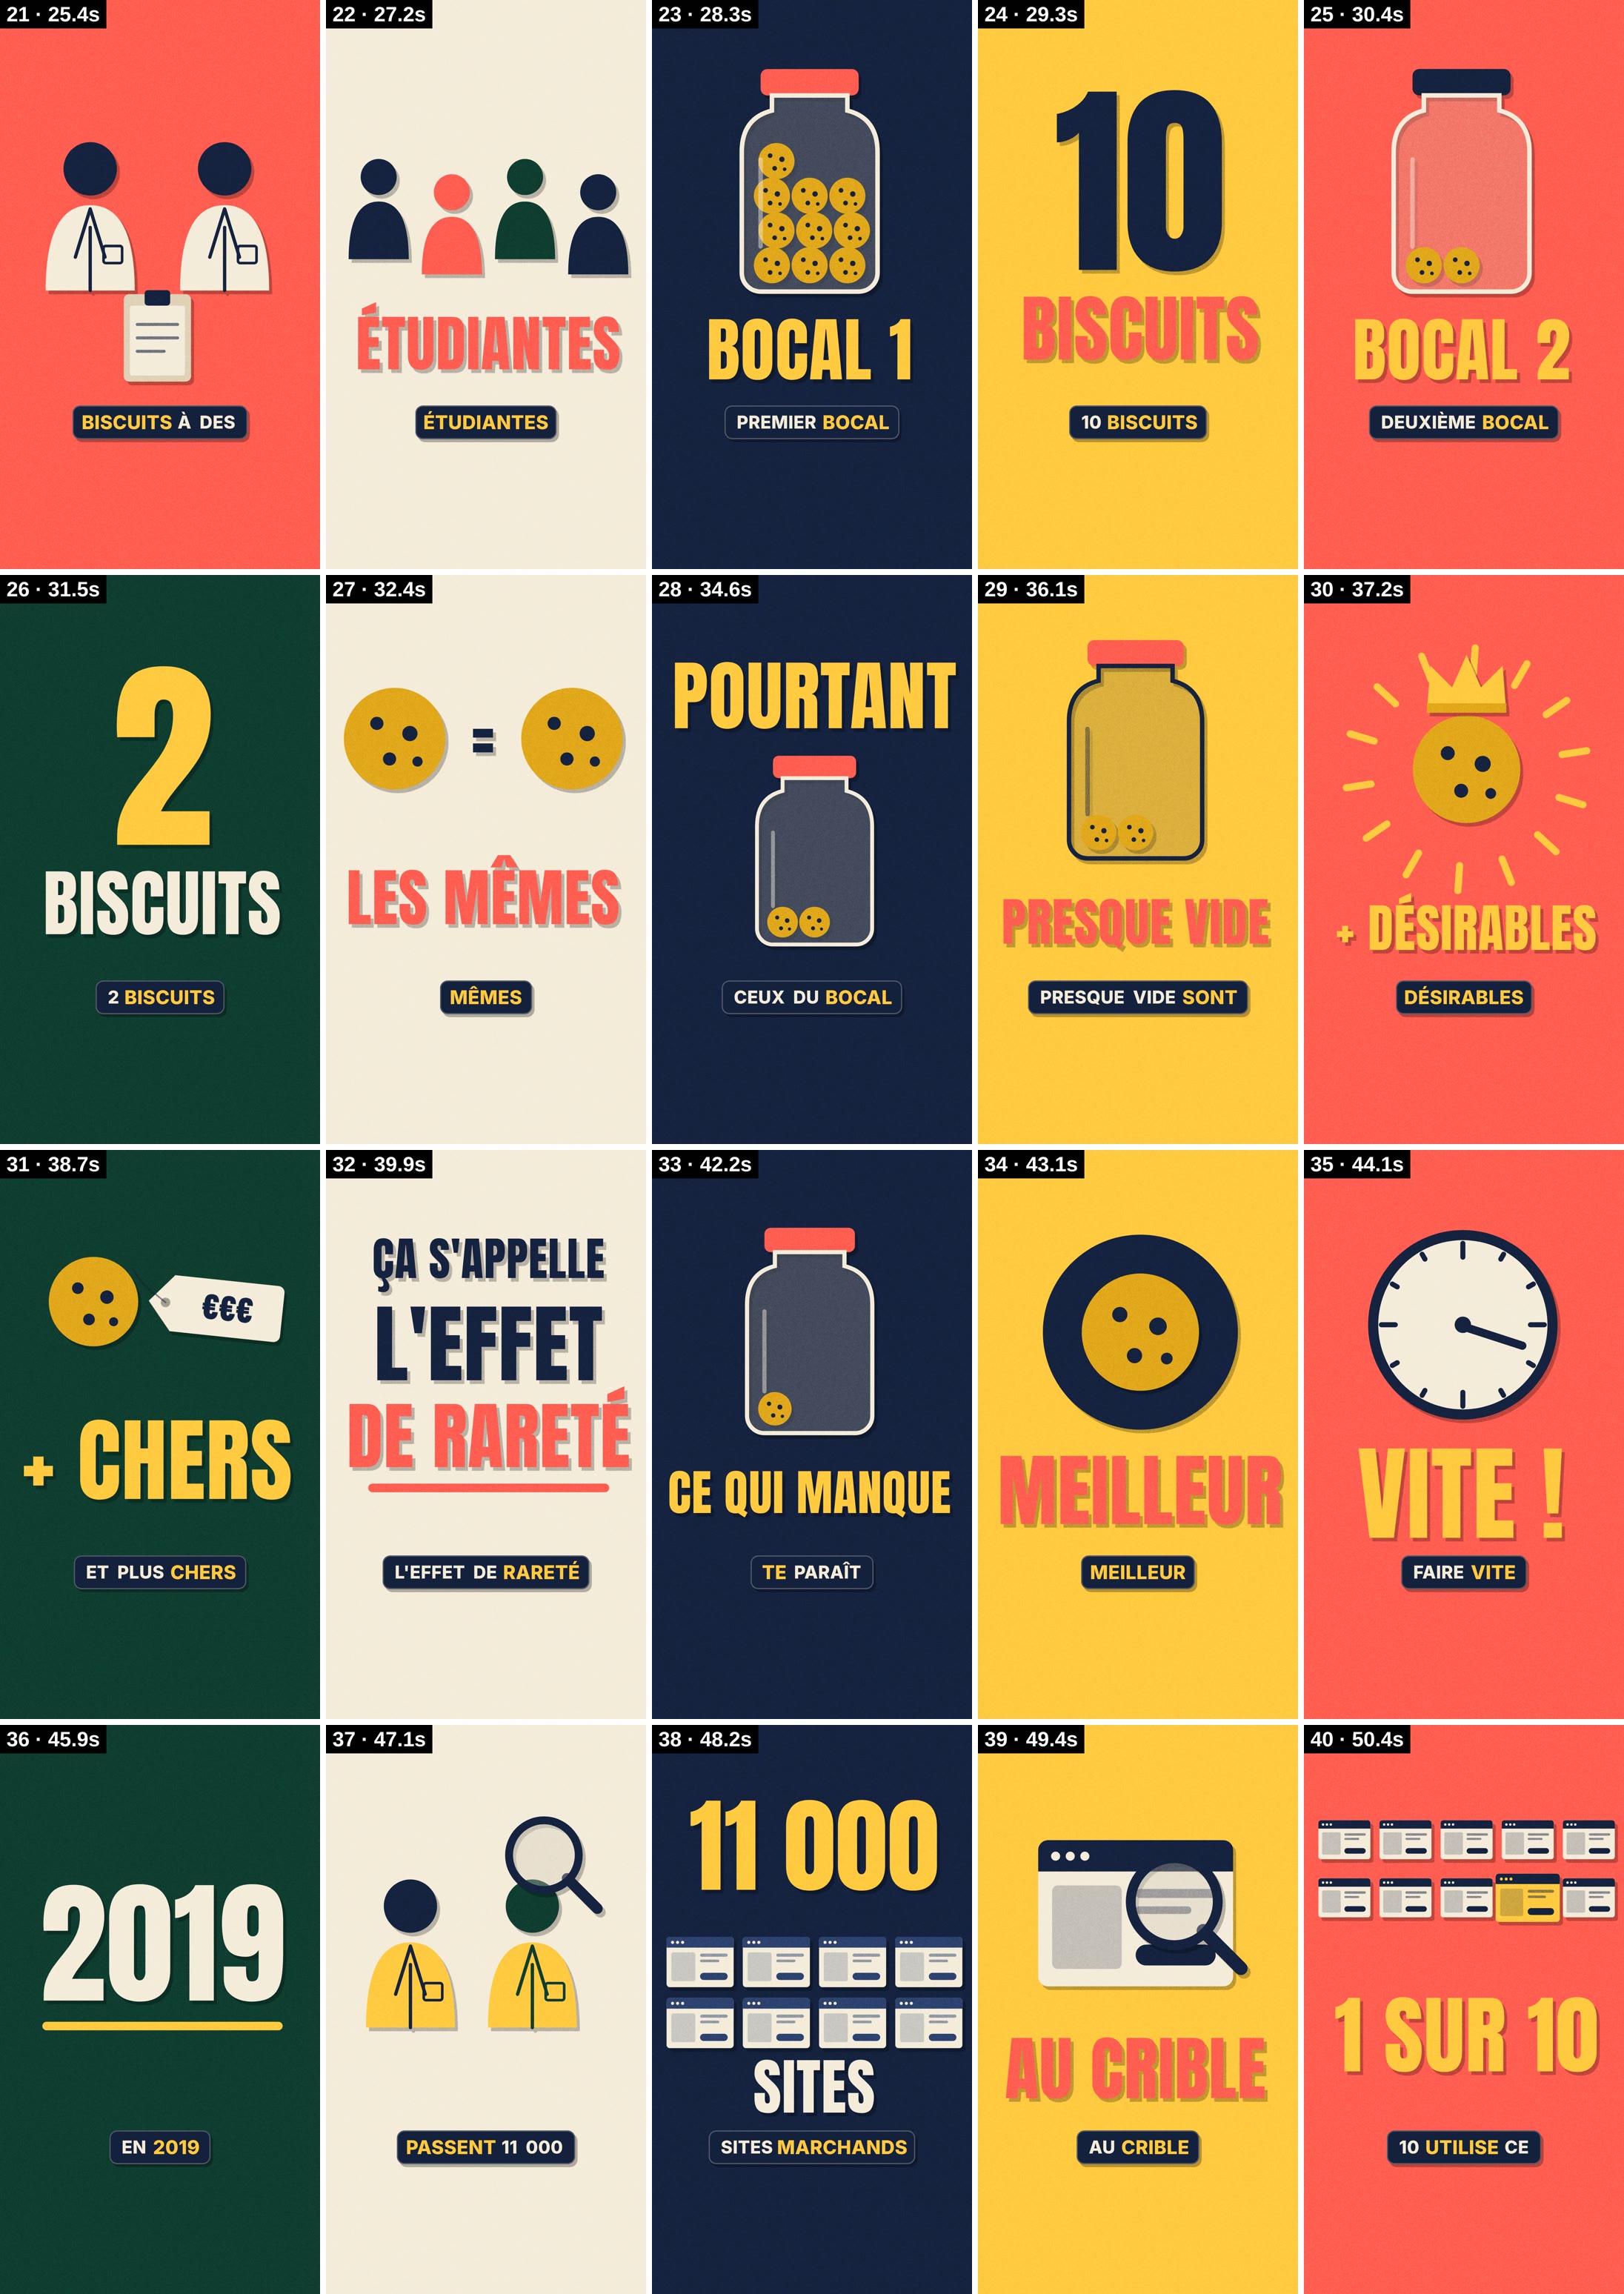 21 · 25.4s
BISCUITS À DES
22 · 27.2s
ÉTUDIANTES
ÉTUDIANTES
23 · 28.3s
BOCAL 1
PREMIER BOCAL
24 · 29.3s
10
BISCUITS
10 BISCUITS
25 · 30.4s
BOCAL 2
DEUXIÈME BOCAL
26 · 31.5s
2
BISCUITS
2 BISCUITS
27 · 32.4s
=
LES MÊMES
MÊMES
28 · 34.6s
POURTANT
CEUX DU BOCAL
29 · 36.1s
PRESQUE VIDE
PRESQUE VIDE SONT
30 · 37.2s
+ DÉSIRABLES
DÉSIRABLES
31 · 38.7s
€€€
+ CHERS
ET PLUS CHERS
32 · 39.9s
ÇA S'APPELLE
L'EFFET
DE RARETÉ
L'EFFET DE RARETÉ
33 · 42.2s
CE QUI MANQUE
TE PARAÎT
34 · 43.1s
MEILLEUR
MEILLEUR
35 · 44.1s
VITE !
FAIRE VITE
36 · 45.9s
2019
EN 2019
37 · 47.1s
PASSENT 11 000
38 · 48.2s
11 000
SITES
SITES MARCHANDS
39 · 49.4s
AU CRIBLE
AU CRIBLE
40 · 50.4s
1 SUR 10
10 UTILISE CE